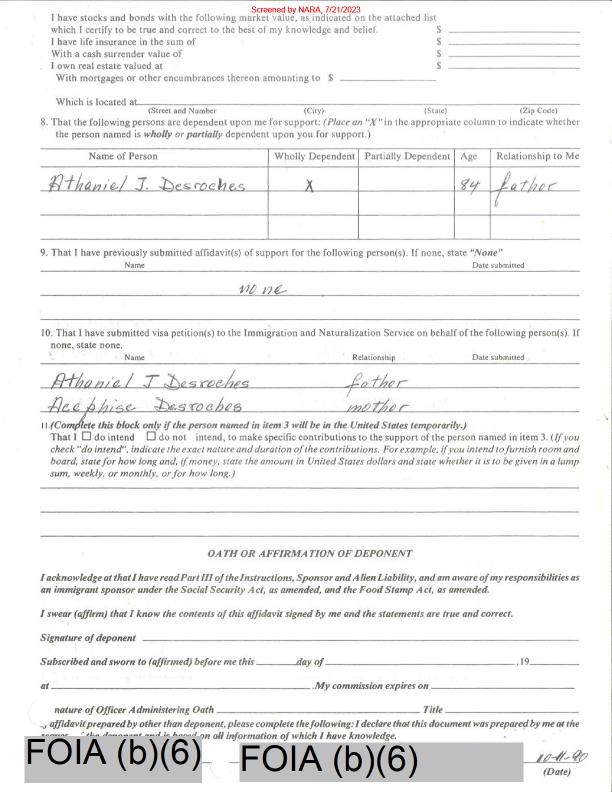 Screened by NARA, 7/21/2023
I have stocks and bonds with the following market value, as indicated on the attached list
which I certify to be true and correct to the best of my knowledge and belief. $
I have life insurance in the sum of $
With a cash surrender value of $
I own real estate valued at $
With mortgages or other encumbrances thereon amounting to $
Which is located at
(Street and Number) (City) (State) (Zip Code)
8. That the following persons are dependent upon me for support: (Place an "X" in the appropriate column to indicate whether
the person named is wholly or partially dependent upon you for support.)
Name of Person Wholly Dependent Partially Dependent Age Relationship to Me
Athaniel J. Desroches X 84 father
9. That I have previously submitted affidavit(s) of support for the following person(s). If none, state "None"
Name Date submitted
none
10. That I have submitted visa petition(s) to the Immigration and Naturalization Service on behalf of the following person(s). If
none, state none.
Name Relationship Date submitted
Athaniel J Desroches father
Acephise Desroches mother
11.(Complete this block only if the person named in item 3 will be in the United States temporarily.)
That I ☐ do intend ☐ do not intend, to make specific contributions to the support of the person named in item 3. (If you
check "do intend", indicate the exact nature and duration of the contributions. For example, if you intend to furnish room and
board, state for how long and, if money, state the amount in United States dollars and state whether it is to be given in a lump
sum, weekly, or monthly, or for how long.)
OATH OR AFFIRMATION OF DEPONENT
I acknowledge at that I have read Part III of the Instructions, Sponsor and Alien Liability, and am aware of my responsibilities as
an immigrant sponsor under the Social Security Act, as amended, and the Food Stamp Act, as amended.
I swear (affirm) that I know the contents of this affidavit signed by me and the statements are true and correct.
Signature of deponent
Subscribed and sworn to (affirmed) before me this day of ,19
at .My commission expires on
nature of Officer Administering Oath Title
affidavit prepared by other than deponent, please complete the following: I declare that this document was prepared by me at the
the deponent and is based on all information of which I have knowledge.
FOIA (b)(6) FOIA (b)(6) 10-11-90
(Date)